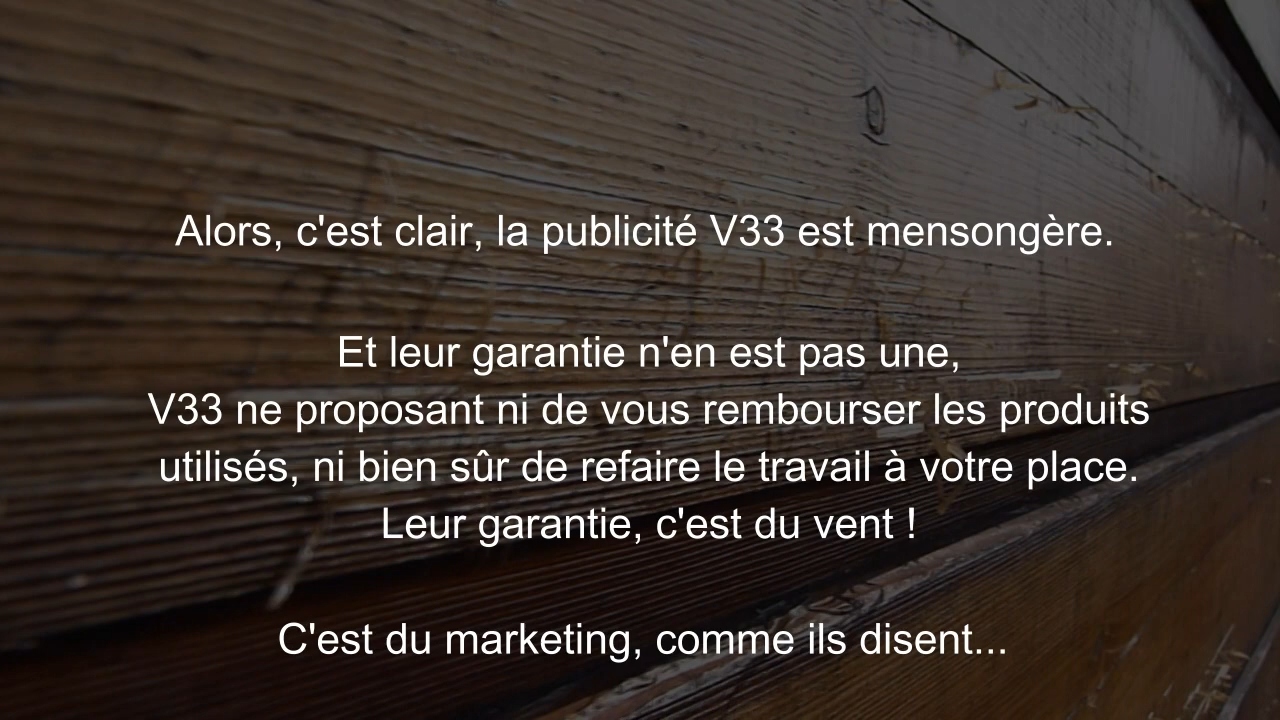 Alors, c'est clair, la publicité V33 est mensongère.
Et leur garantie n'en est pas une,
V33 ne proposant ni de vous rembourser les produits
utilisés, ni bien sûr de refaire le travail à votre place.
Leur garantie, c'est du vent !
C'est du marketing, comme ils disent...